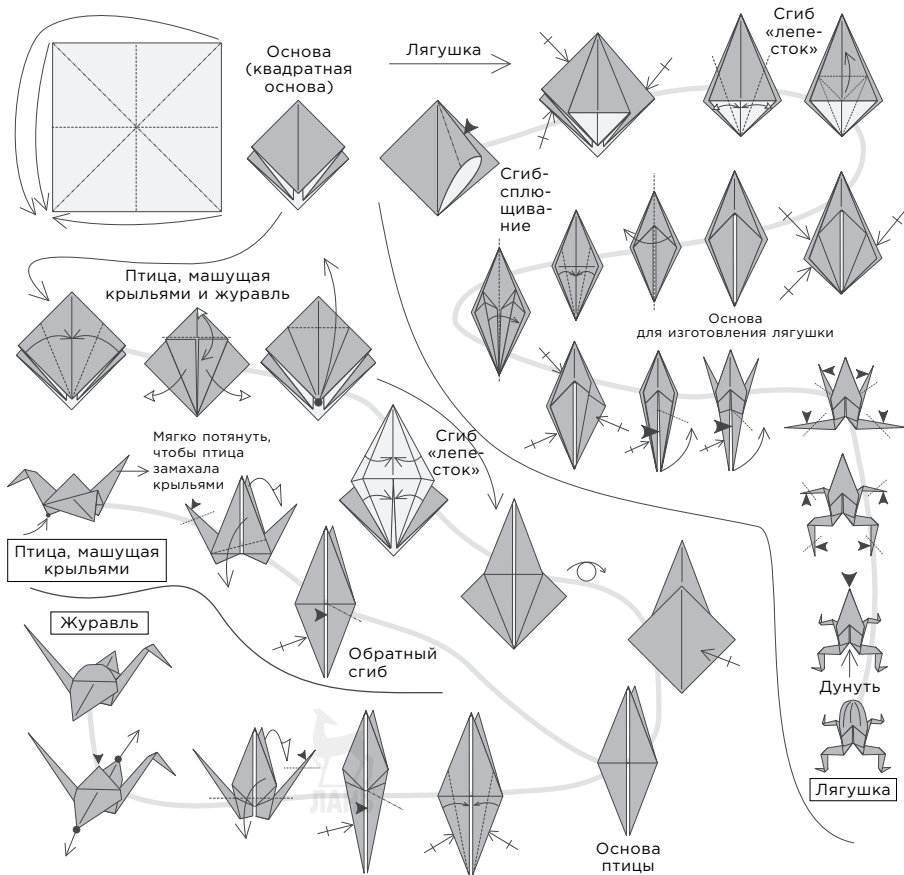 Основа
(квадратная
основа)
Лягушка
Сгиб
«лепе-
сток»
Сгиб-
сплю-
щива-
ние
Птица, машущая
крыльями и журавль
Основа
для изготовления лягушки
Мягко потянуть,
чтобы птица
замахала
крыльями
Сгиб
«лепе-
сток»
Птица, машущая
крыльями
Журавль
Обратный
сгиб
Дунуть
Лягушка
Основа
птицы